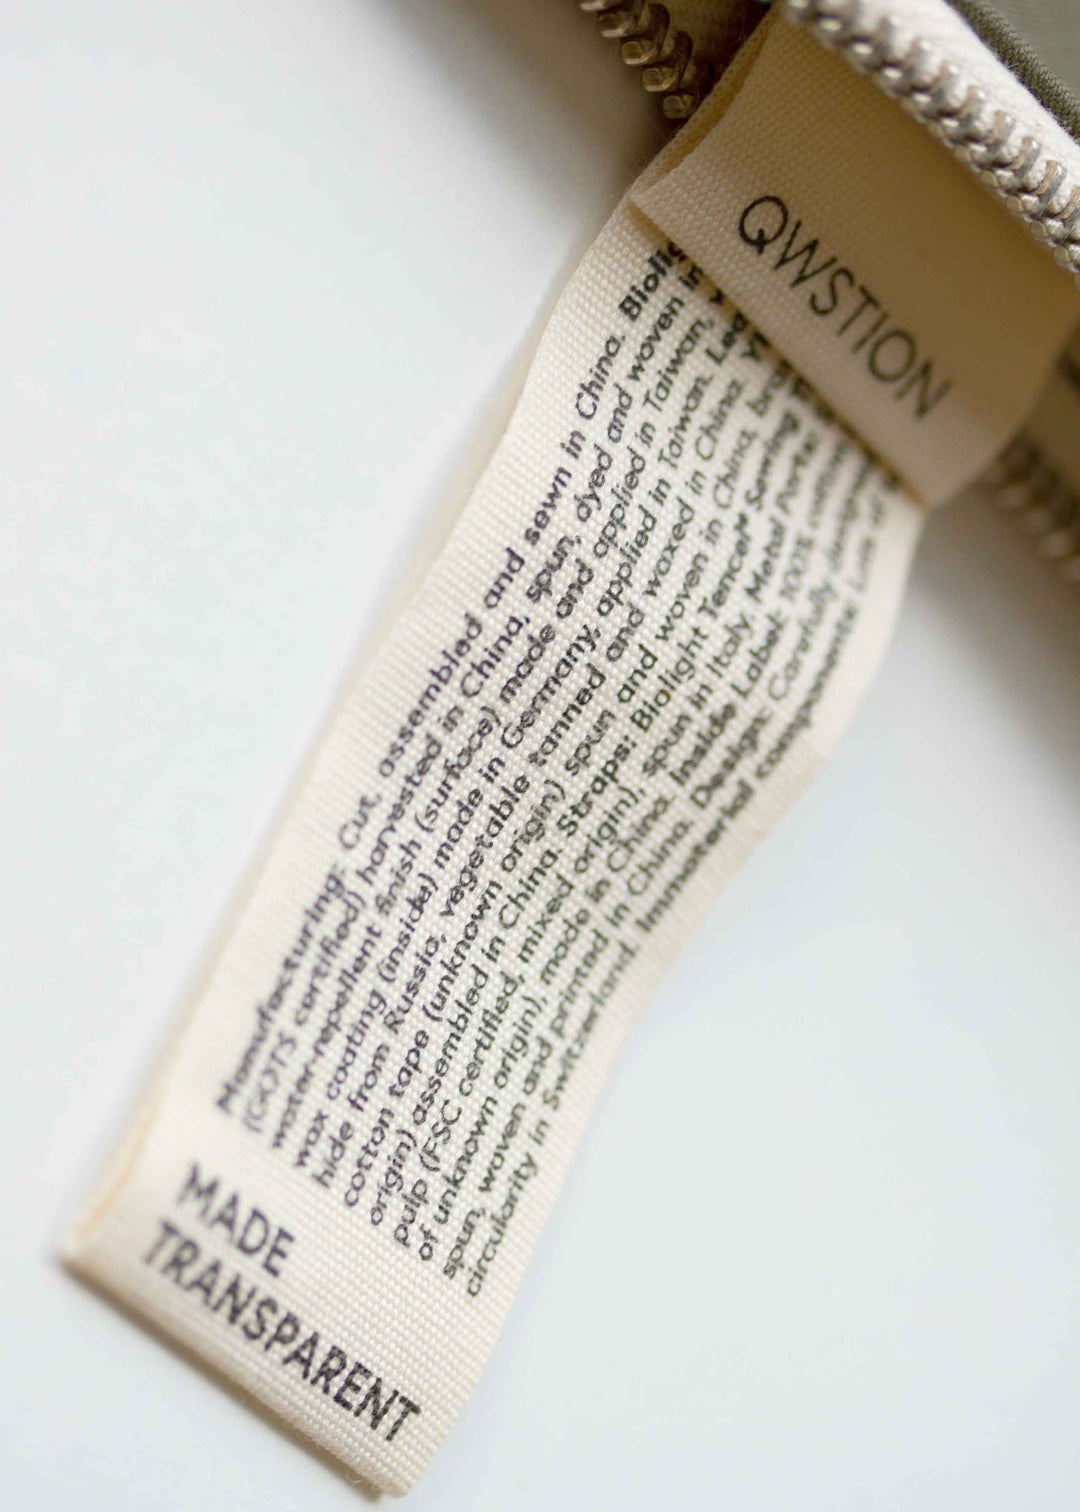 QWSTION
Manufacturing: Cut, assembled and sewn in China.
(GOTS certified) harvested in China, spun, dyed and woven in
water-repellent finish (surface) made and applied in Taiwan,
wax coating (inside) made in Germany, applied in Taiwan.
hide from Russia, vegetable tanned and waxed in China.
cotton tape (unknown origin) spun and woven in China,
origin) assembled in China. Straps: Biolight Tencel® Sewing
pulp (FSC certified, mixed origin), spun in Italy. Metal Parts:
of unknown origin), made in China. Inside Label: 100%
spun, woven and printed in China. Design: Carefully
circularity in Switzerland. Immaterial components:
MADE
TRANSPARENT